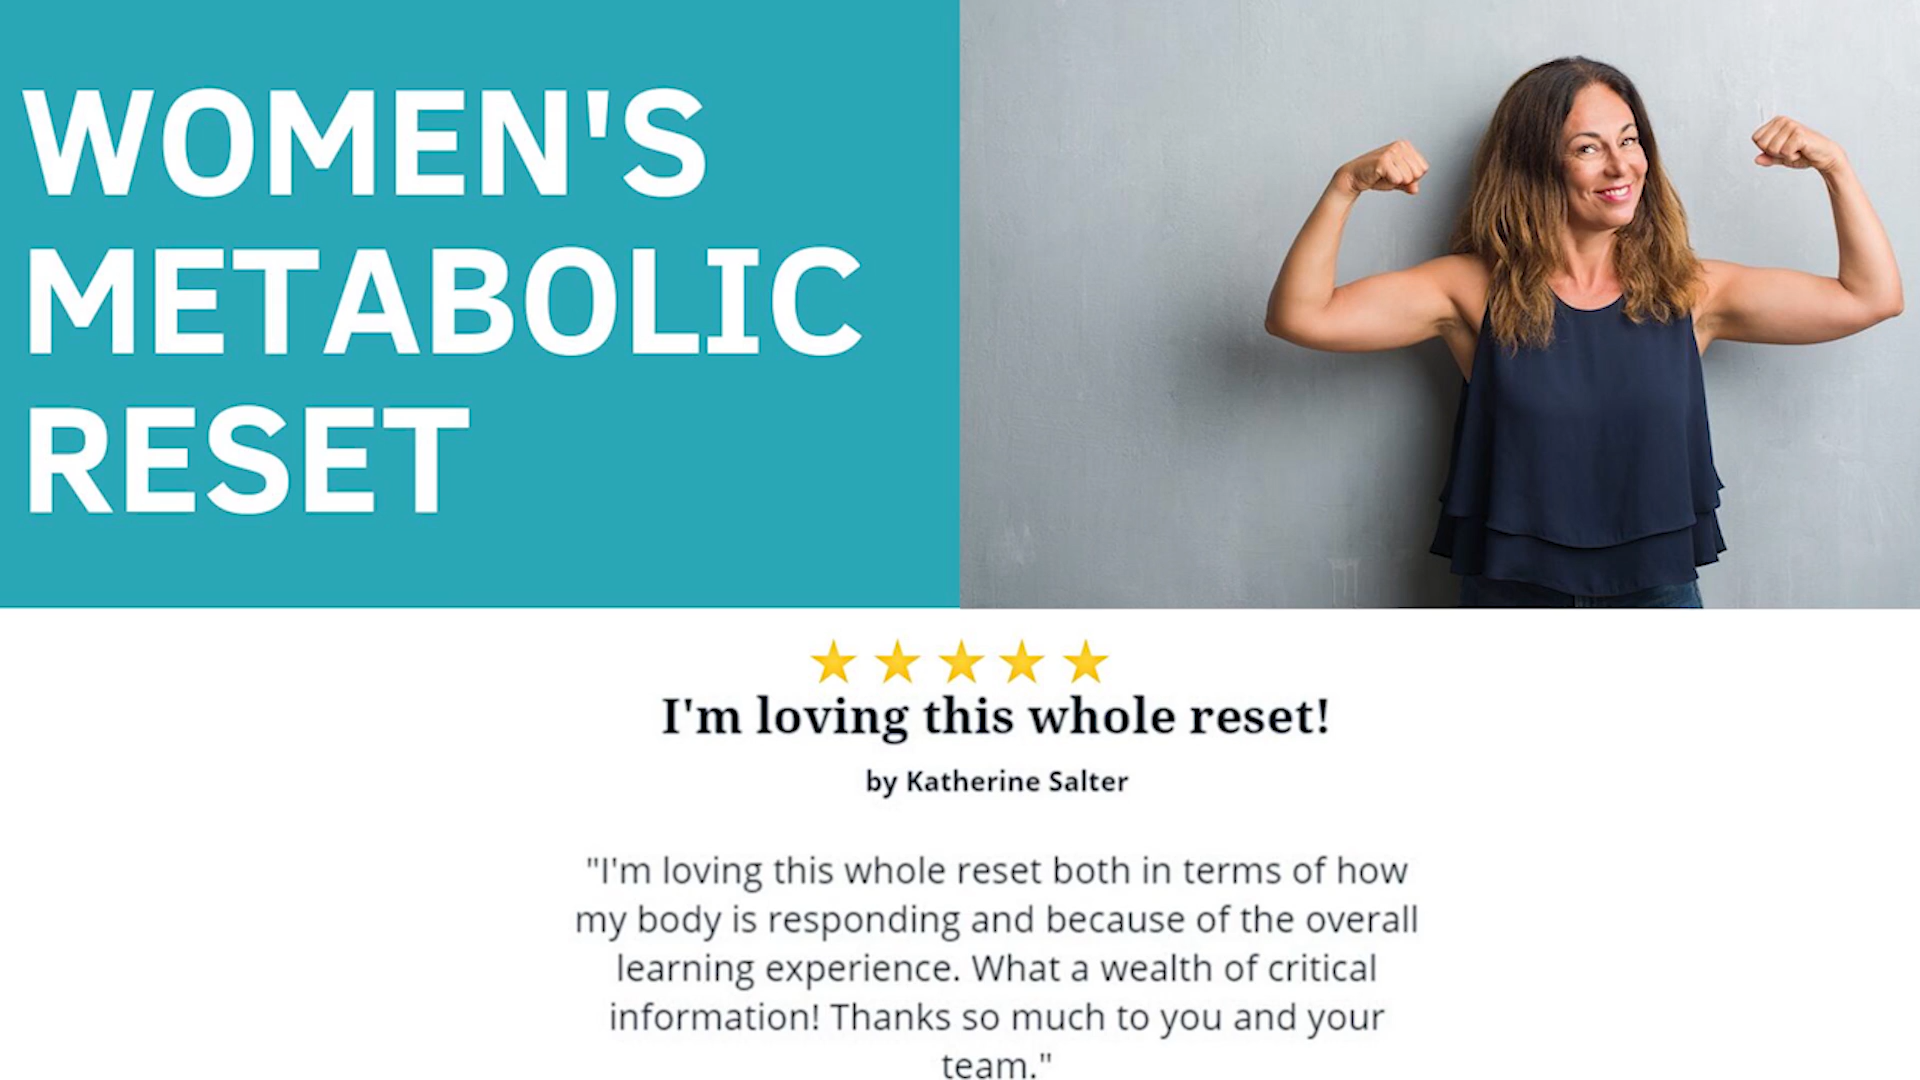 WOMEN'S
METABOLIC
RESET
I'm loving this whole reset!
by Katherine Salter
"I'm loving this whole reset both in terms of how
my body is responding and because of the overall
learning experience. What a wealth of critical
information! Thanks so much to you and your
team."